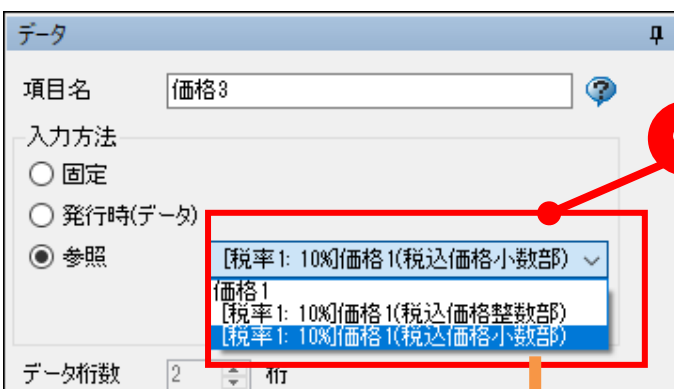 データ
項目名 価格3
入力方法
固定
発行時(データ)
参照 [税率1: 10%]価格1(税込価格小数部)
価格1
[税率1: 10%]価格1(税込価格整数部)
[税率1: 10%]価格1(税込価格小数部)
データ桁数 2 桁